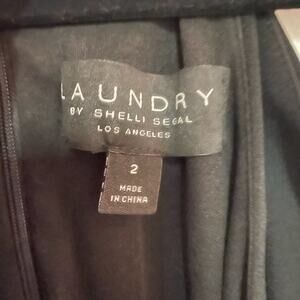 LAUNDRY
BY SHELLI SEGAL
LOS ANGELES
2
MADE
IN CHINA